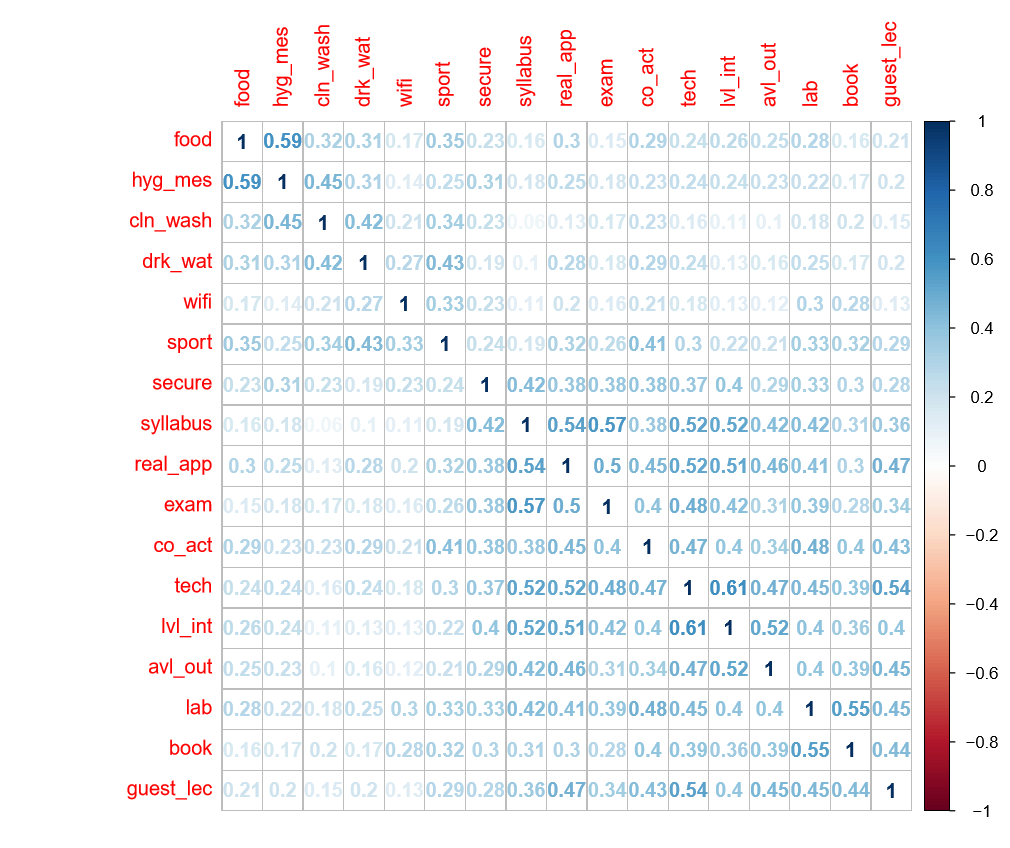 food hyg_mes cln_wash drk_wat wifi sport secure syllabus real_app exam co_act tech lvl_int avl_out lab book guest_lec
food 1 0.59 0.32 0.31 0.17 0.35 0.23 0.16 0.3 0.15 0.29 0.24 0.26 0.25 0.28 0.16 0.21
hyg_mes 0.59 1 0.45 0.31 0.14 0.25 0.31 0.18 0.25 0.18 0.23 0.24 0.24 0.23 0.22 0.17 0.2
cln_wash 0.32 0.45 1 0.42 0.21 0.34 0.23 0.06 0.13 0.17 0.23 0.16 0.11 0.1 0.18 0.2 0.15
drk_wat 0.31 0.31 0.42 1 0.27 0.43 0.19 0.1 0.28 0.18 0.29 0.24 0.13 0.16 0.25 0.17 0.2
wifi 0.17 0.14 0.21 0.27 1 0.33 0.23 0.11 0.2 0.16 0.21 0.18 0.13 0.12 0.3 0.28 0.13
sport 0.35 0.25 0.34 0.43 0.33 1 0.24 0.19 0.32 0.26 0.41 0.3 0.22 0.21 0.33 0.32 0.29
secure 0.23 0.31 0.23 0.19 0.23 0.24 1 0.42 0.38 0.38 0.38 0.37 0.4 0.29 0.33 0.3 0.28
syllabus 0.16 0.18 0.06 0.1 0.11 0.19 0.42 1 0.54 0.57 0.38 0.52 0.52 0.42 0.42 0.31 0.36
real_app 0.3 0.25 0.13 0.28 0.2 0.32 0.38 0.54 1 0.5 0.45 0.52 0.51 0.46 0.41 0.3 0.47
exam 0.15 0.18 0.17 0.18 0.16 0.26 0.38 0.57 0.5 1 0.4 0.48 0.42 0.31 0.39 0.28 0.34
co_act 0.29 0.23 0.23 0.29 0.21 0.41 0.38 0.38 0.45 0.4 1 0.47 0.4 0.34 0.48 0.4 0.43
tech 0.24 0.24 0.16 0.24 0.18 0.3 0.37 0.52 0.52 0.48 0.47 1 0.61 0.47 0.45 0.39 0.54
lvl_int 0.26 0.24 0.11 0.13 0.13 0.22 0.4 0.52 0.51 0.42 0.4 0.61 1 0.52 0.4 0.36 0.4
avl_out 0.25 0.23 0.1 0.16 0.12 0.21 0.29 0.42 0.46 0.31 0.34 0.47 0.52 1 0.4 0.39 0.45
lab 0.28 0.22 0.18 0.25 0.3 0.33 0.33 0.42 0.41 0.39 0.48 0.45 0.4 0.4 1 0.55 0.45
book 0.16 0.17 0.2 0.17 0.28 0.32 0.3 0.31 0.3 0.28 0.4 0.39 0.36 0.39 0.55 1 0.44
guest_lec 0.21 0.2 0.15 0.2 0.13 0.29 0.28 0.36 0.47 0.34 0.43 0.54 0.4 0.45 0.45 0.44 1
1
0.8
0.6
0.4
0.2
0
−0.2
−0.4
−0.6
−0.8
−1